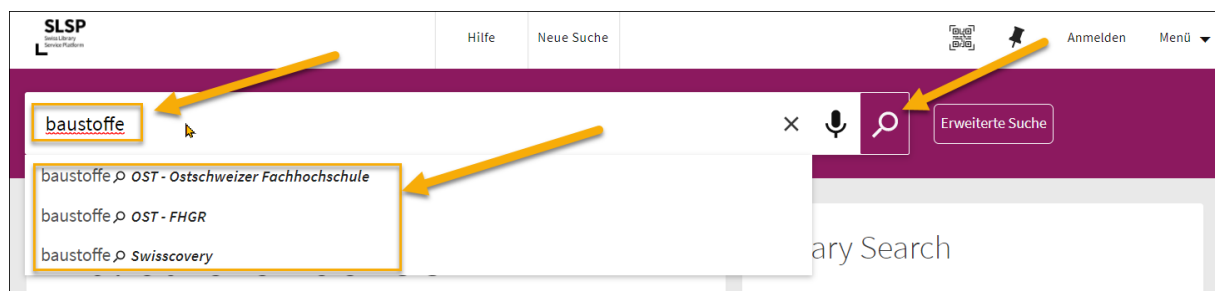 SLSP
Swiss Library
Service Platform
Hilfe
Neue Suche
Anmelden
Menü
baustoffe
Erweiterte Suche
baustoffe OST - Ostschweizer Fachhochschule
baustoffe OST - FHGR
baustoffe Swisscovery
ary Search